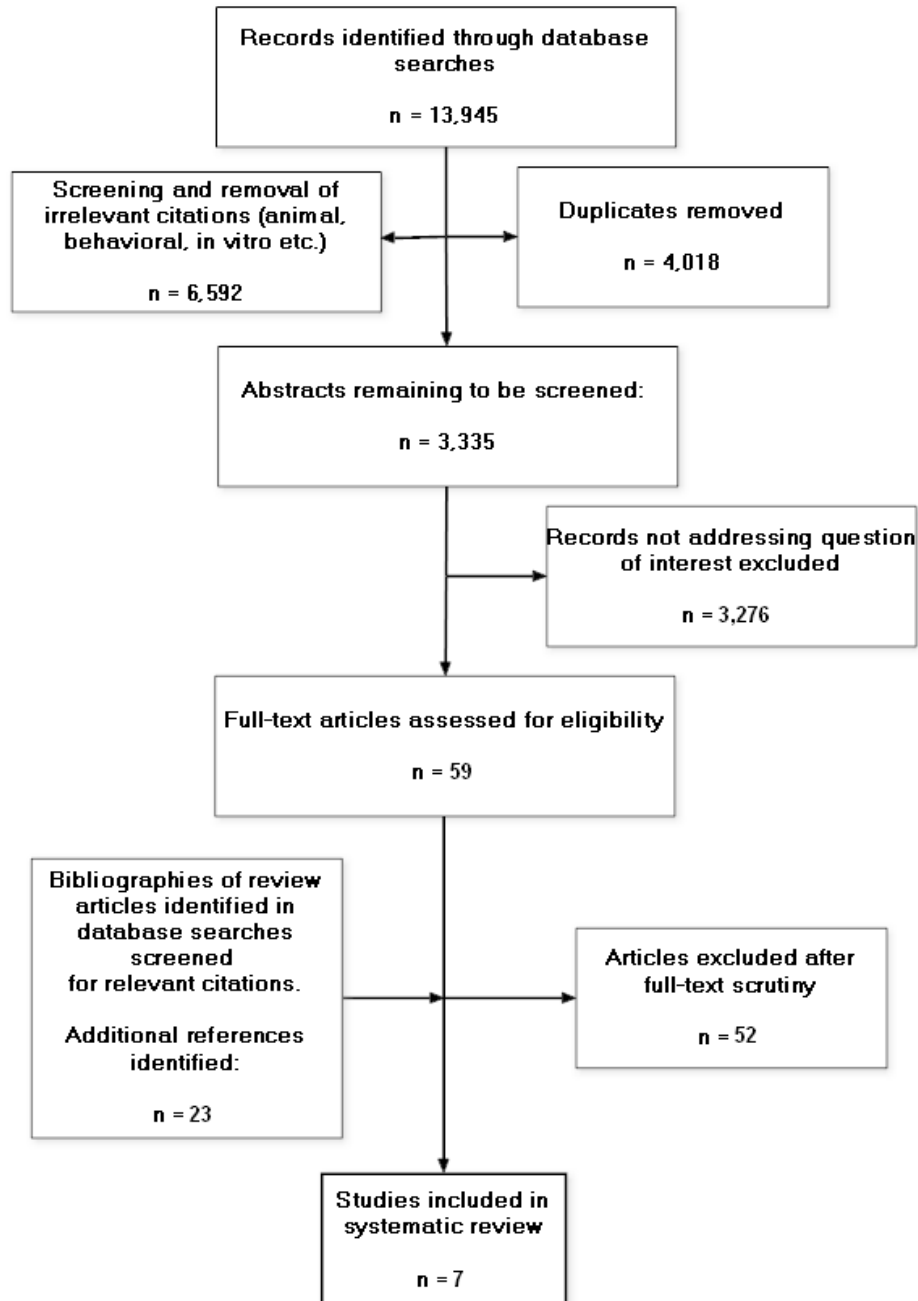 Records identified through database
searches
n = 13,945
Screening and removal of
irrelevant citations (animal,
behavioral, in vitro etc.)
n = 6,592
Duplicates removed
n = 4,018
Abstracts remaining to be screened:
n = 3,335
Records not addressing question
of interest excluded
n = 3,276
Full-text articles assessed for eligibility
n = 59
Bibliographies of review
articles identified in
database searches
screened
for relevant citations.
Additional references
identified:
n = 23
Articles excluded after
full-text scrutiny
n = 52
Studies included in
systematic review
n = 7